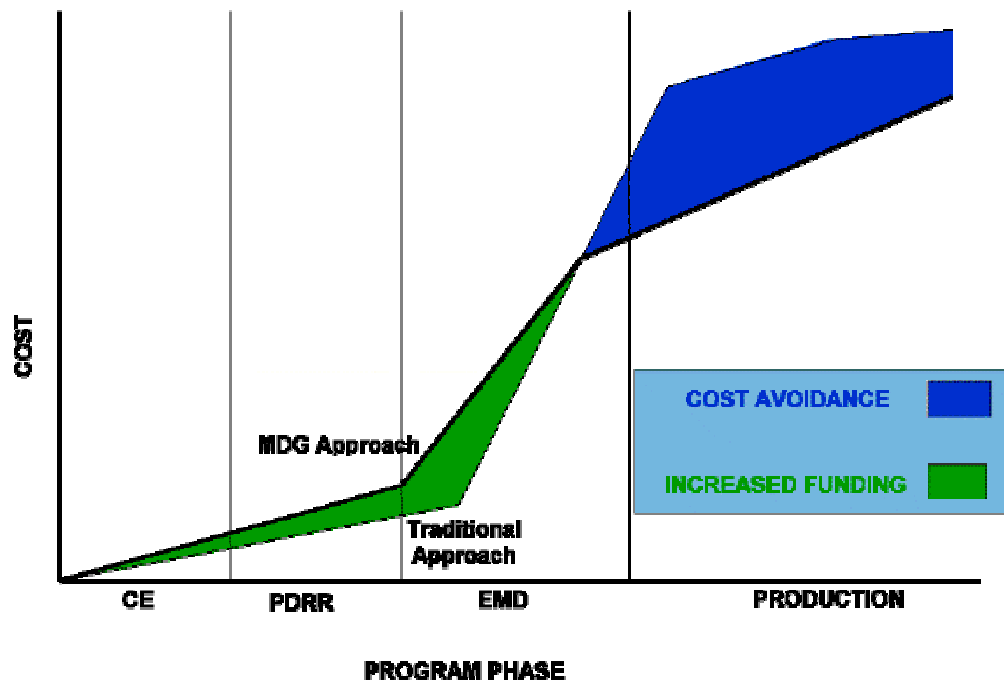 COST
MDG Approach
Traditional
Approach
COST AVOIDANCE
INCREASED FUNDING
CE
PDRR
EMD
PRODUCTION
PROGRAM PHASE